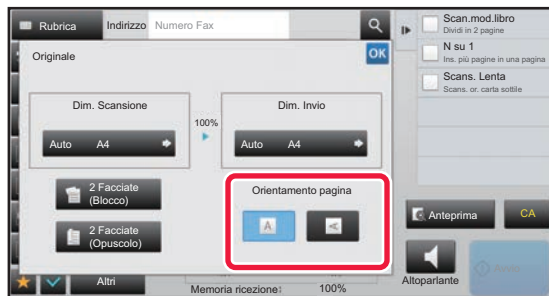 Rubrica
Indirizzo
Numero Fax
Originale
OK
Dim. Scansione
Auto A4
100%
Dim. Invio
Auto A4
2 Facciate
(Blocco)
2 Facciate
(Opuscolo)
Orientamento pagina
A
A
Altri
Memoria ricezione:
100%
Scan.mod.libro
Dividi in 2 pagine
N su 1
Ins. più pagine in una pagina
Scans. Lenta
Scans. or. carta sottile
Anteprima
CA
Altoparlante
Avvio